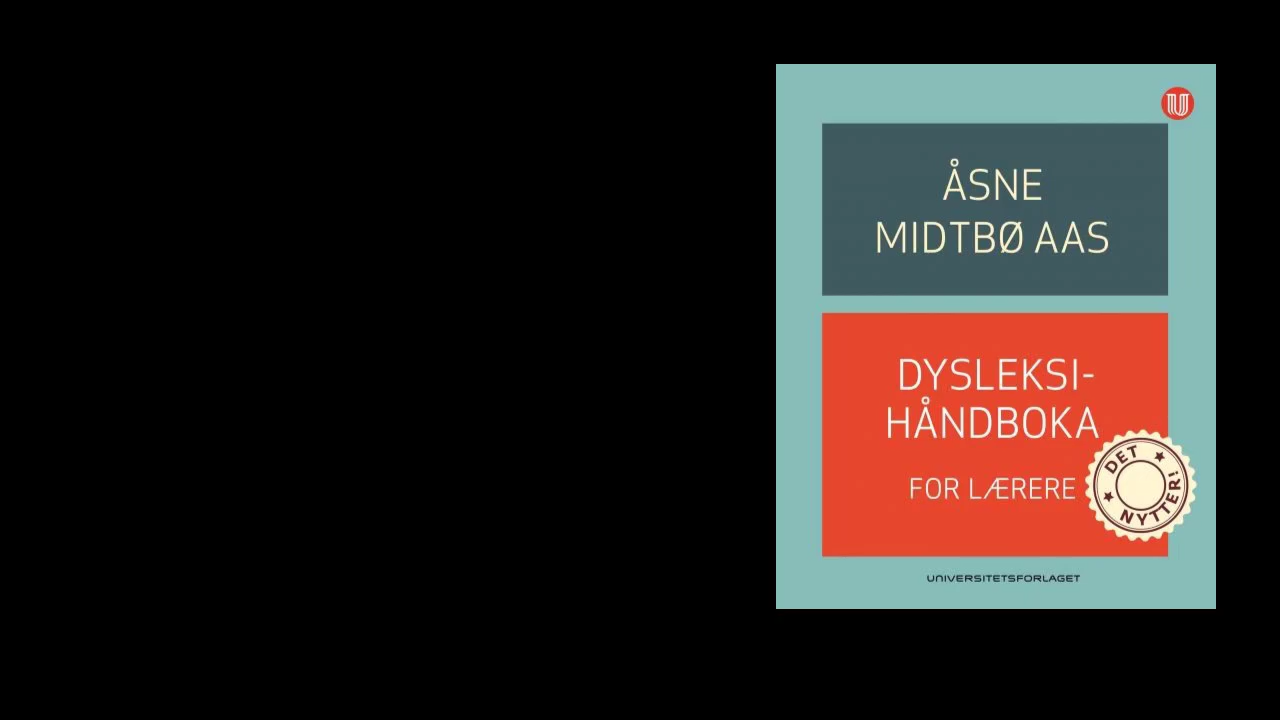 ÅSNE
MIDTBØ AAS
DYSLEKSI-
HÅNDBOKA
FOR LÆRERE
DET
NYTTER!
UNIVERSITETSFORLAGET